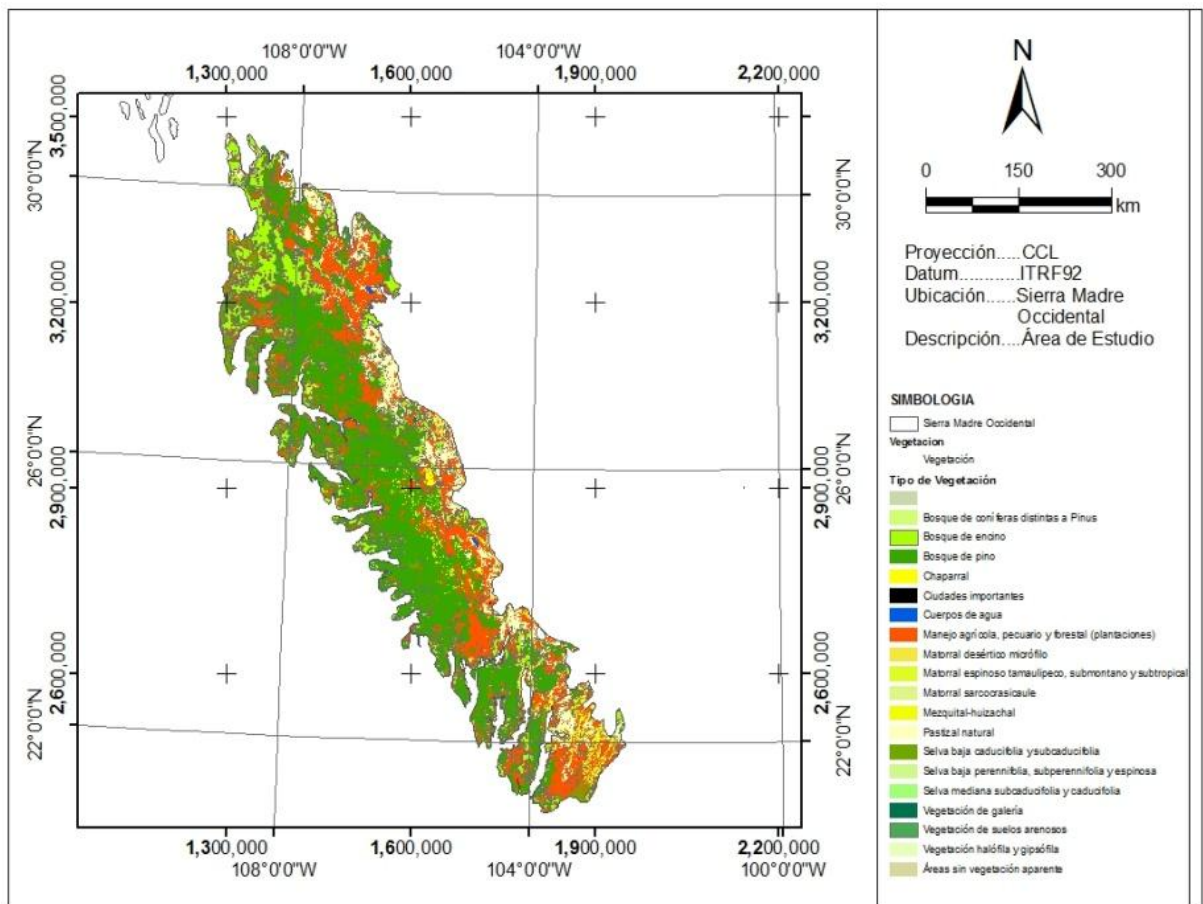 108°0'0"W 104°0'0"W
1,300,000 1,600,000 1,900,000 2,200,000
3,500,000
30°0'0"N
3,200,000
26°0'0"N
2,900,000
2,600,000
22°0'0"N
3,500,000
30°0'0"N
3,200,000
26°0'0"N
2,900,000
2,600,000
22°0'0"N
1,300,000 1,600,000 1,900,000 2,200,000
108°0'0"W 104°0'0"W 100°0'0"W
N
0 150 300
km
Proyección.....CCL
Datum............ITRF92
Ubicación......Sierra Madre
Occidental
Descripción....Área de Estudio
SIMBOLOGIA
Sierra Madre Occidental
Vegetacion
Vegetación
Tipo de Vegetación
Bosque de coníferas distintas a Pinus
Bosque de encino
Bosque de pino
Chaparral
Ciudades importantes
Cuerpos de agua
Manejo agrícola, pecuario y forestal (plantaciones)
Matorral desértico micrófilo
Matorral espinoso tamaulipeco, submontano y subtropical
Matorral sarcocrasicaule
Mezquital-huizachal
Pastizal natural
Selva baja caducifolia y subcaducifolia
Selva baja perennifolia, subperennifolia y espinosa
Selva mediana subcaducifolia y caducifolia
Vegetación de galería
Vegetación de suelos arenosos
Vegetación halófila y gipsófila
Áreas sin vegetación aparente